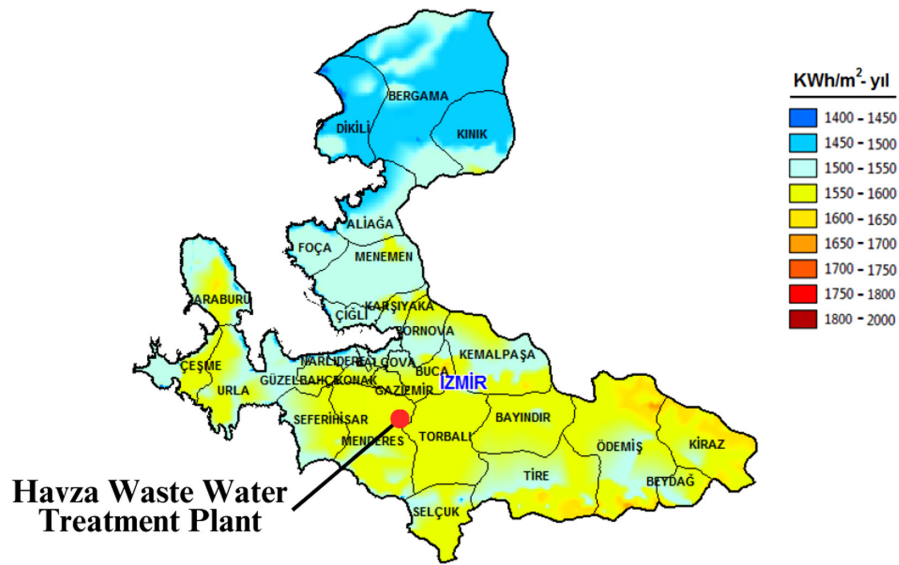 KWh/m²- yıl
1400 - 1450
1450 - 1500
1500 - 1550
1550 - 1600
1600 - 1650
1650 - 1700
1700 - 1750
1750 - 1800
1800 - 2000
BERGAMA
DİKİLİ
KINIK
ALİAĞA
FOÇA
MENEMEN
ARABURU
ÇİĞLİ
KARŞIYAKA
BORNOVA
KEMALPAŞA
ÇEŞME
URLA
NARLIDERE
BALÇOVA
GÜZELBAHÇE
KONAK
BUCA
GAZİEMİR
İZMİR
SEFERİHİSAR
MENDERES
TORBALI
BAYINDIR
ÖDEMİŞ
KİRAZ
TİRE
BEYDAĞ
SELÇUK
Havza Waste Water
Treatment Plant